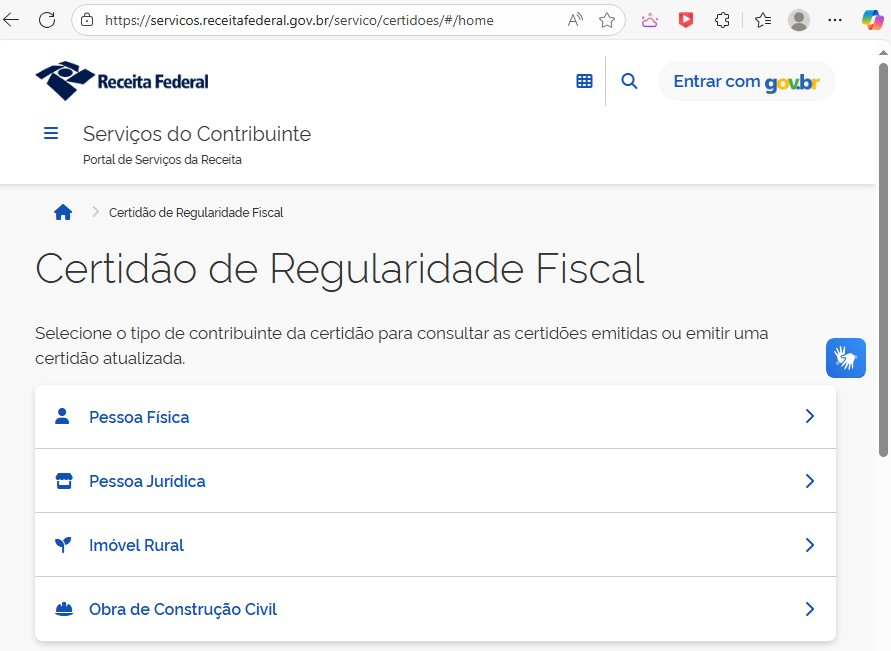 https://servicos.receitafederal.gov.br/servico/certidoes/#/home
Receita Federal
Entrar com gov.br
Serviços do Contribuinte
Portal de Serviços da Receita
Certidão de Regularidade Fiscal
Certidão de Regularidade Fiscal
Selecione o tipo de contribuinte da certidão para consultar as certidões emitidas ou emitir uma
certidão atualizada.
Pessoa Física
Pessoa Jurídica
Imóvel Rural
Obra de Construção Civil